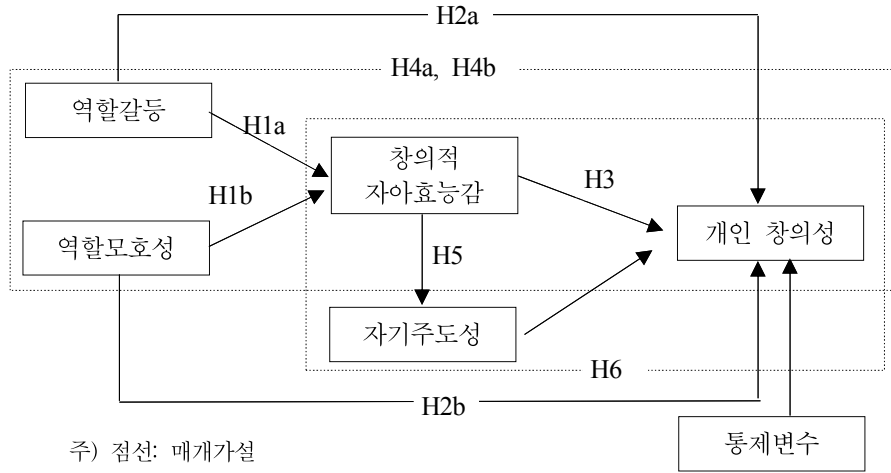 H2a
H4a, H4b
역할갈등
H1a
창의적
자아효능감
H3
H1b
역할모호성
개인 창의성
H5
자기주도성
H6
H2b
통제변수
주) 점선: 매개가설